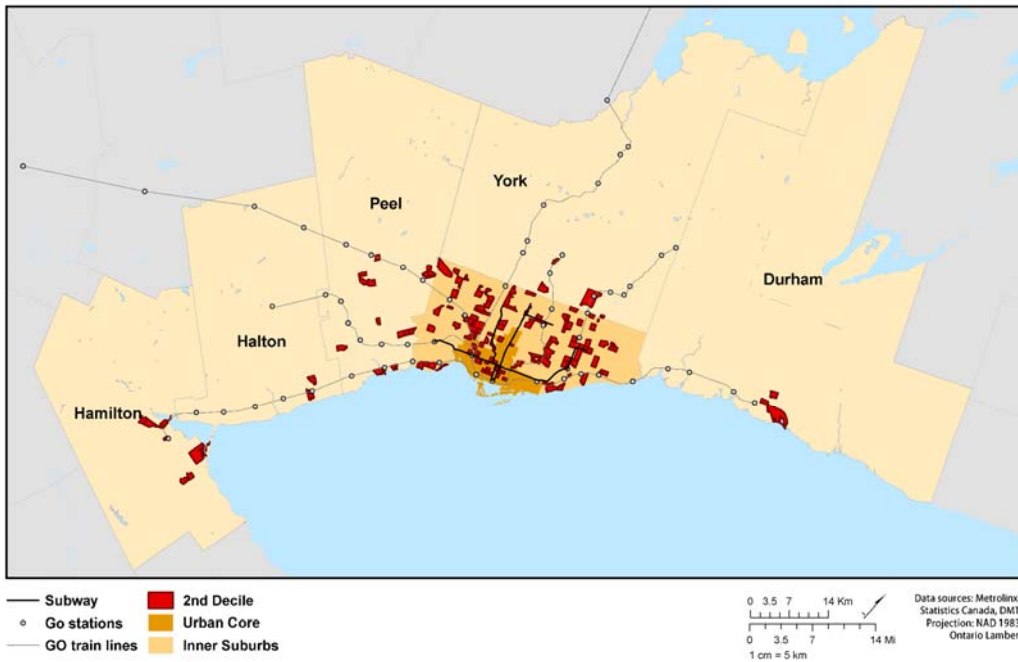 York
Peel
Durham
Halton
Hamilton
Subway
Go stations
GO train lines
2nd Decile
Urban Core
Inner Suburbs
0 3.5 7 14 Km
0 3.5 7 14 Mi
1 cm = 5 km
Data sources: Metrolinx
Statistics Canada, DMT
Projection: NAD 1983
Ontario Lamber